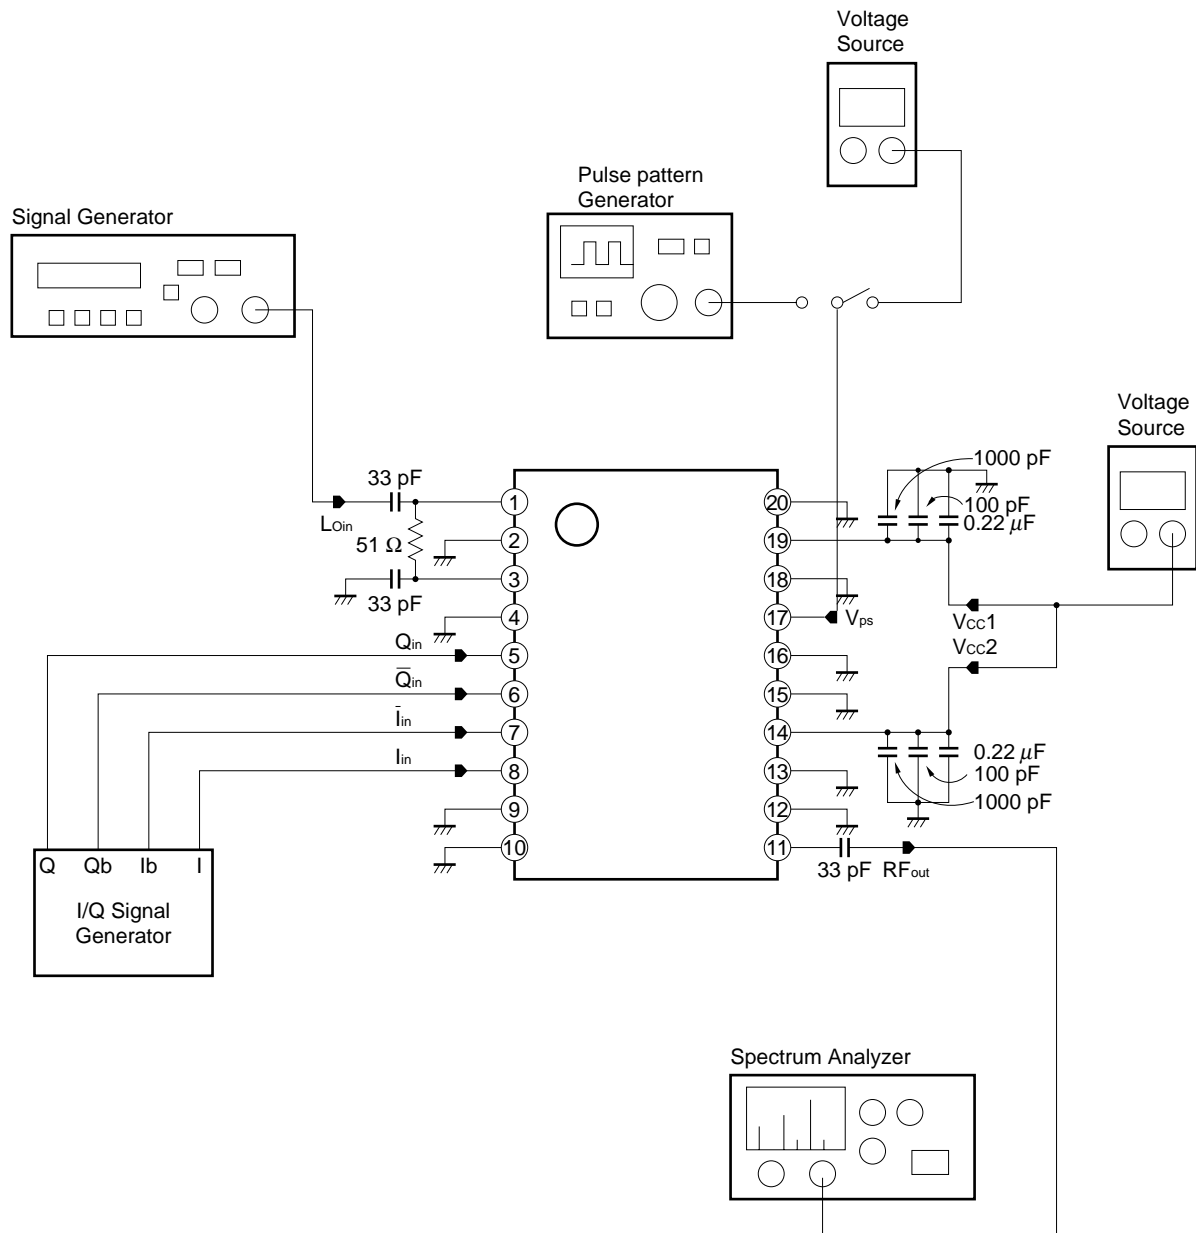 Voltage
Source
Pulse pattern
Generator
Signal Generator
Voltage
Source
33 pF
LOin
51 Ω
33 pF
1
2
3
4
5
6
7
8
9
10
20
19
18
17
16
15
14
13
12
11
1000 pF
100 pF
0.22 μF
Vps
VCC1
VCC2
Qin
Q̅in
I̅in
Iin
0.22 μF
100 pF
1000 pF
33 pF
RFout
Q Qb Ib I
I/Q Signal
Generator
Spectrum Analyzer